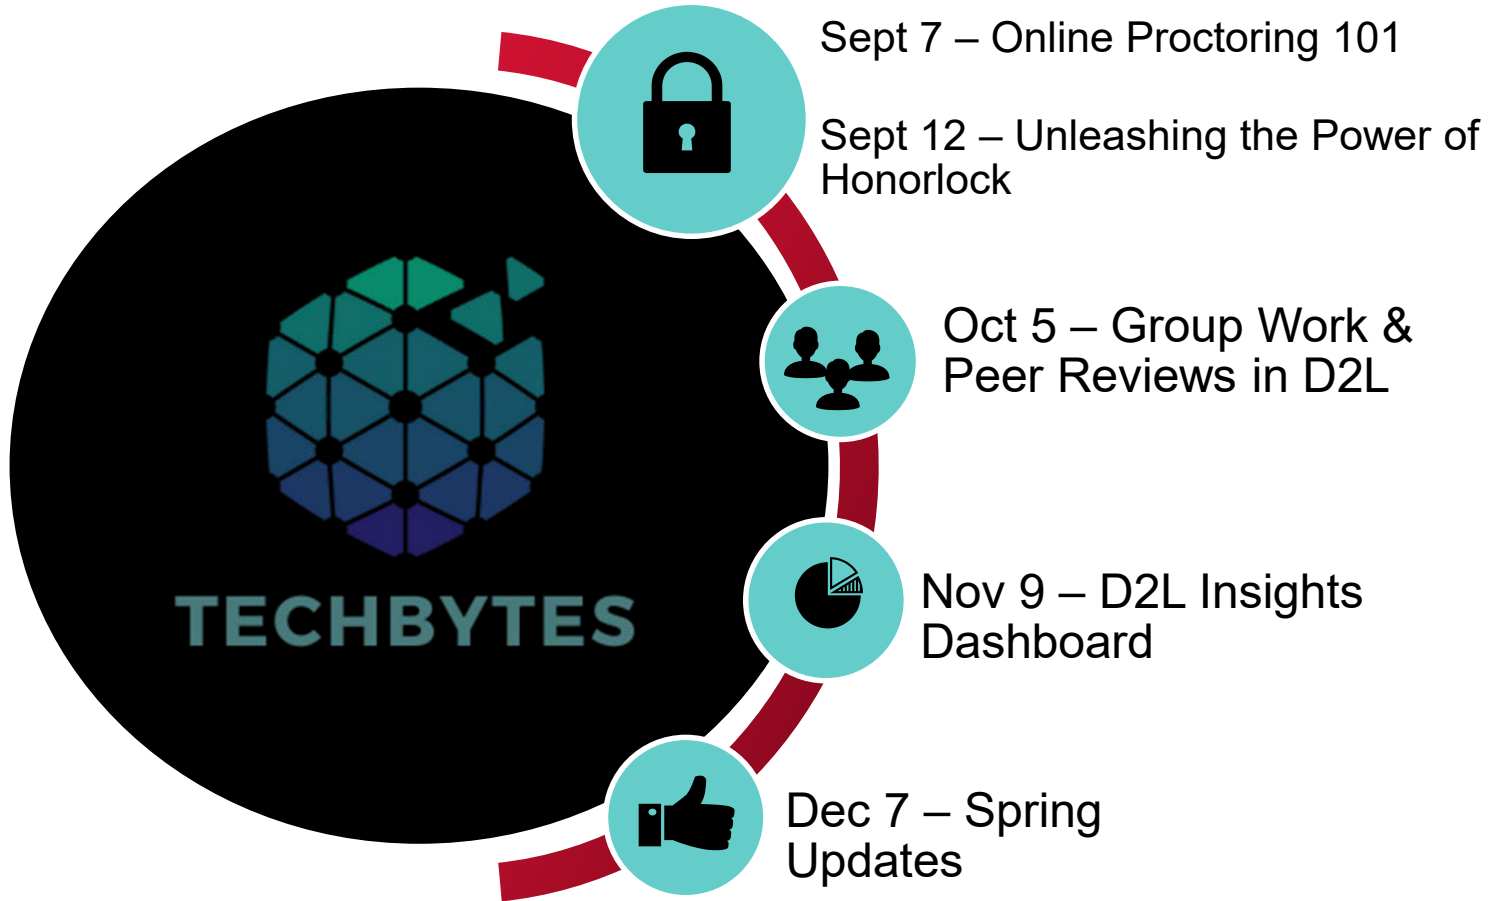 Sept 7 – Online Proctoring 101
Sept 12 – Unleashing the Power of
Honorlock
Oct 5 – Group Work &
Peer Reviews in D2L
TECHBYTES
Nov 9 – D2L Insights
Dashboard
Dec 7 – Spring
Updates